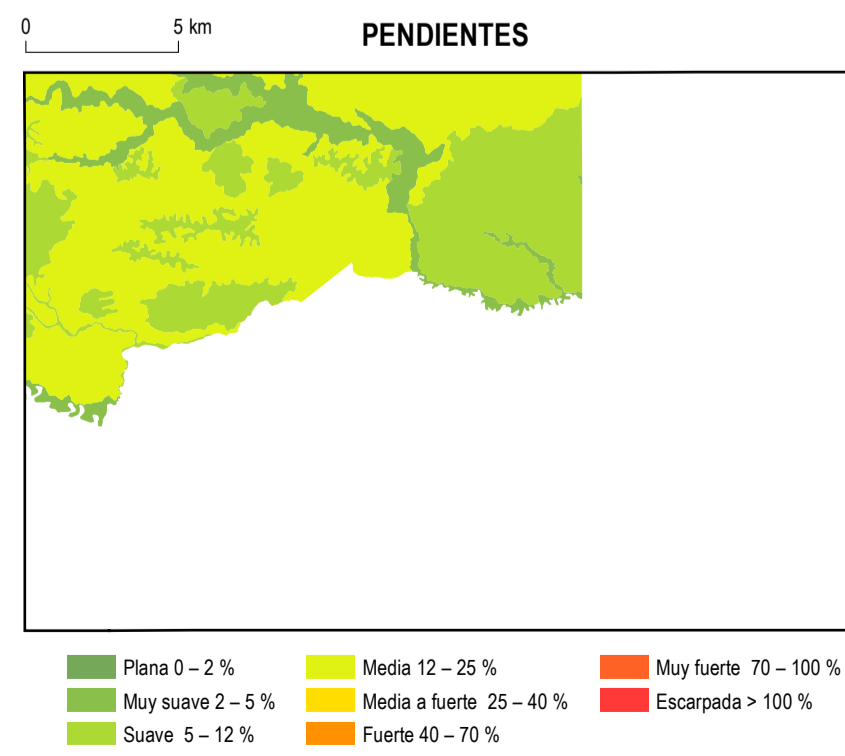 0 5 km
PENDIENTES
Plana 0 – 2 %
Muy suave 2 – 5 %
Suave 5 – 12 %
Media 12 – 25 %
Media a fuerte 25 – 40 %
Fuerte 40 – 70 %
Muy fuerte 70 – 100 %
Escarpada > 100 %